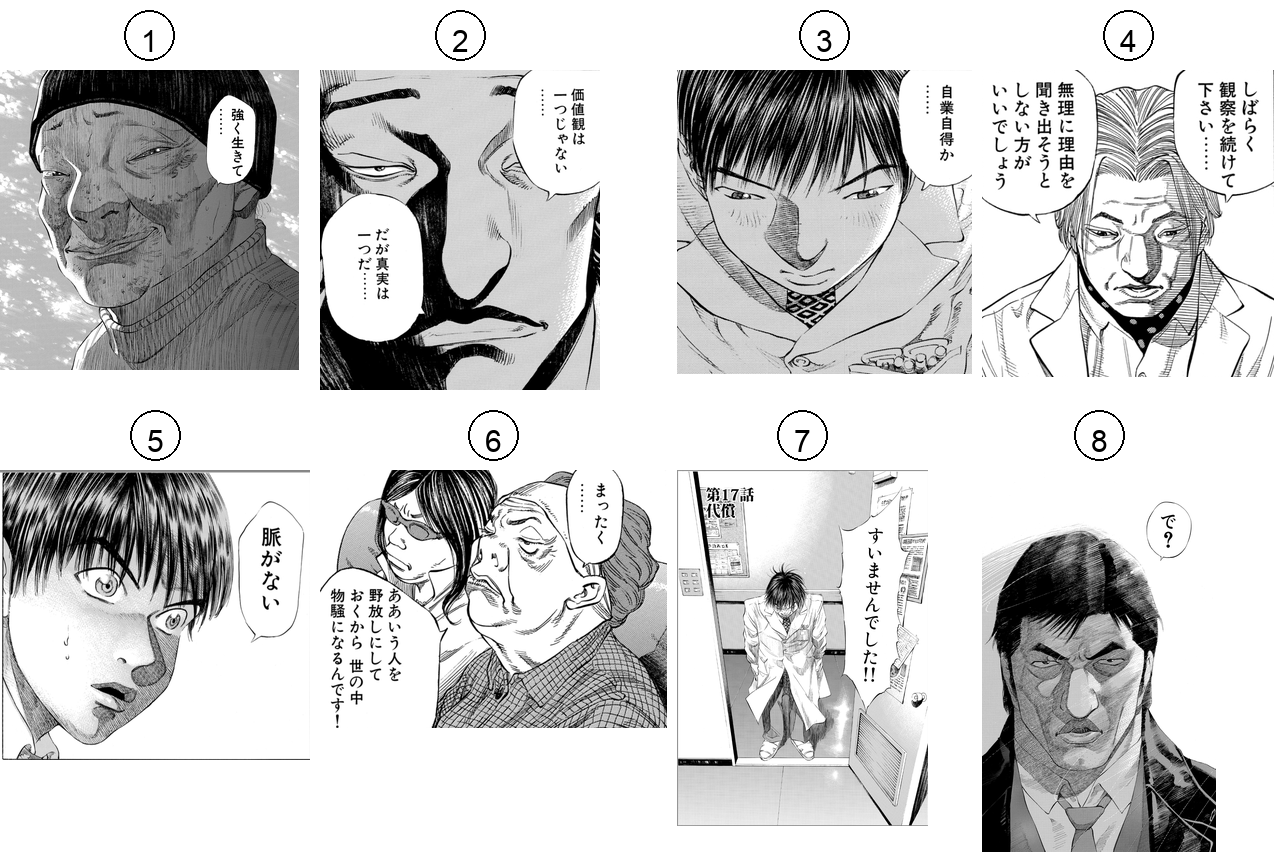 1
強く生きて
……
2
価値観は
一つじゃない
……
だが真実は
一つだ……
3
自業自得か
……
4
しばらく
観察を続けて
下さい……
無理に理由を
聞き出そうと
しない方が
いいでしょう
5
脈がない
6
まったく
……
ああいう人を
野放しにして
おくから 世の中
物騒になるんです!
7
第17話
代償
すいませんでした!!
8
で?